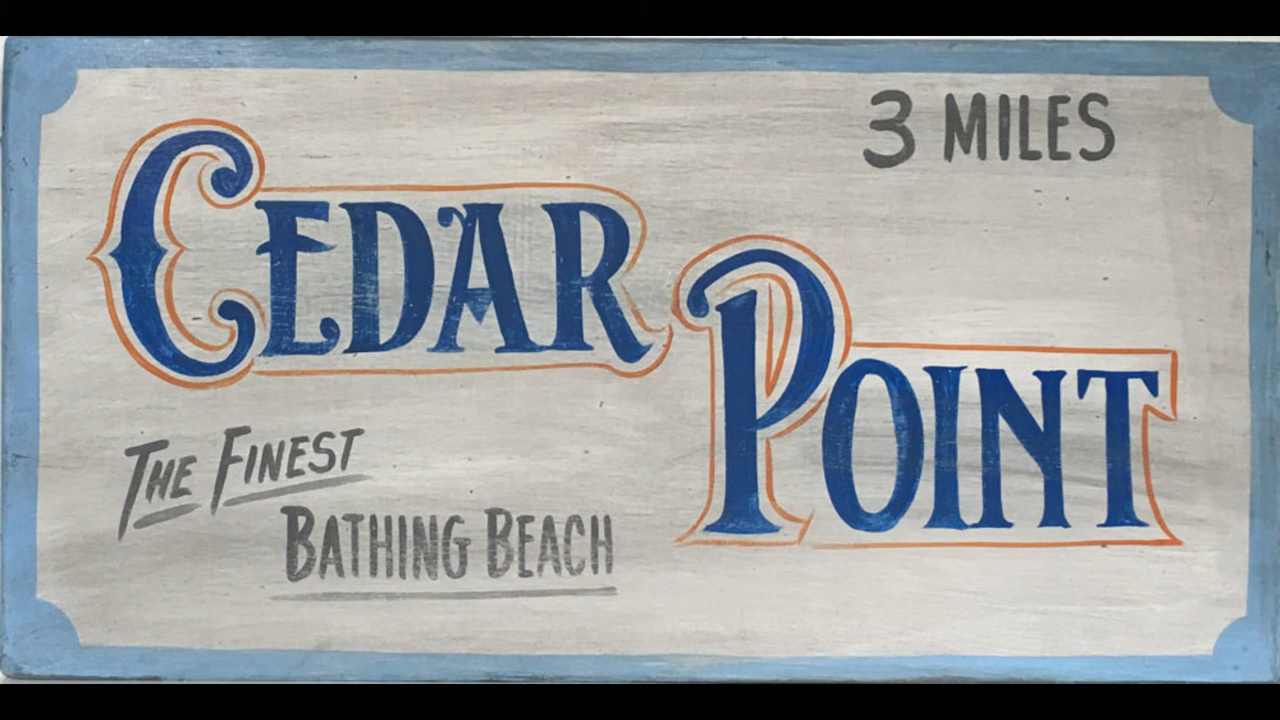 3 MILES
CEDAR
POINT
THE FINEST
BATHING BEACH